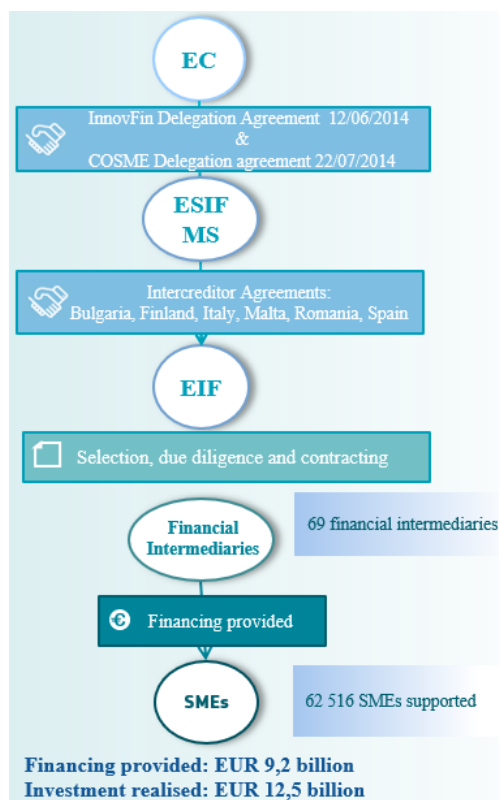 EC
InnovFin Delegation Agreement 12/06/2014
&
COSME Delegation agreement 22/07/2014
ESIF
MS
Intercreditor Agreements:
Bulgaria, Finland, Italy, Malta, Romania, Spain
EIF
Selection, due diligence and contracting
Financial
Intermediaries
69 financial intermediaries
€ Financing provided
SMEs
62 516 SMEs supported
Financing provided: EUR 9,2 billion
Investment realised: EUR 12,5 billion